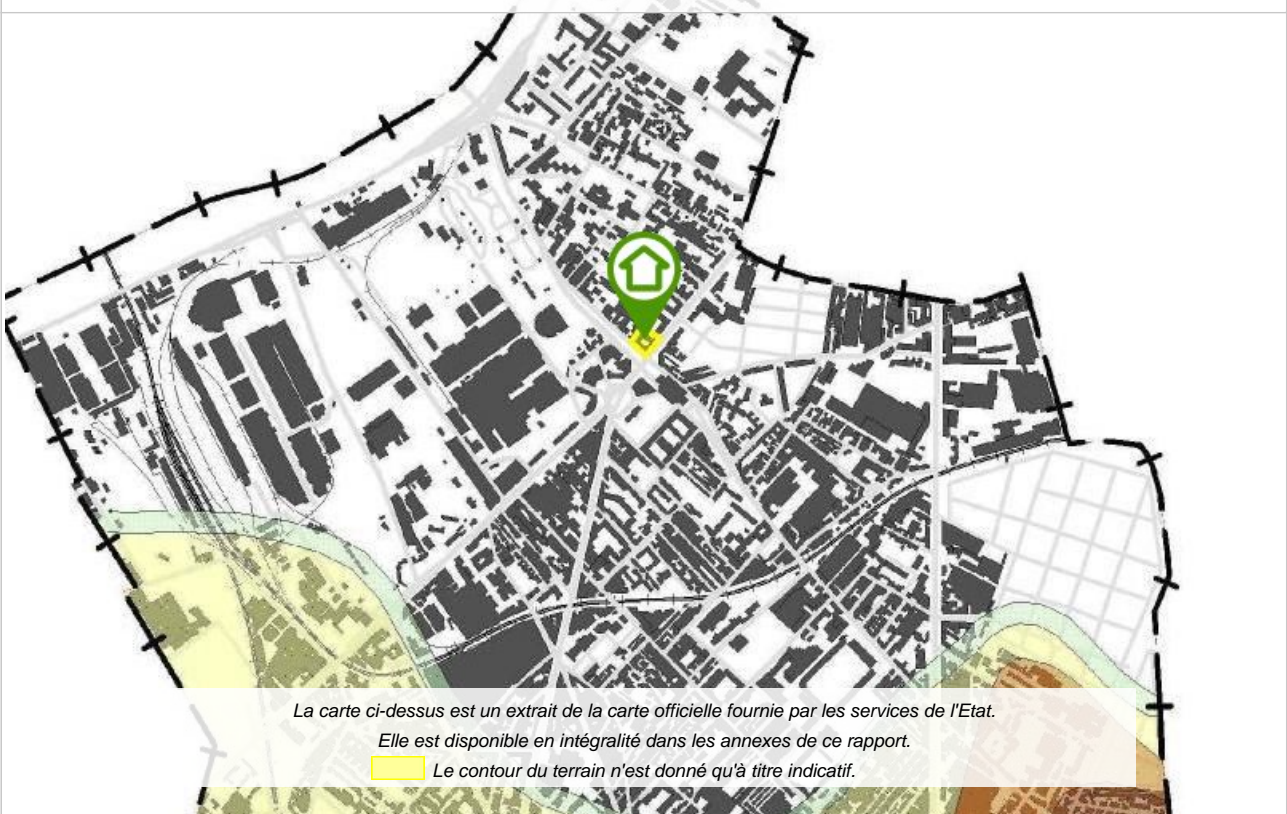 La carte ci-dessus est un extrait de la carte officielle fournie par les services de l'Etat.
Elle est disponible en intégralité dans les annexes de ce rapport.
Le contour du terrain n'est donné qu'à titre indicatif.